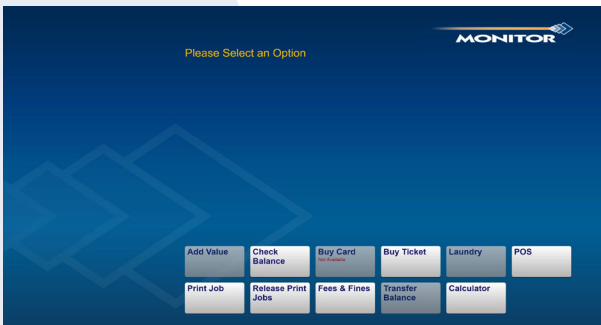 MONITOR
Please Select an Option
Add Value
Check
Balance
Buy Card
Not Available
Buy Ticket
Laundry
POS
Print Job
Release Print
Jobs
Fees & Fines
Transfer
Balance
Calculator